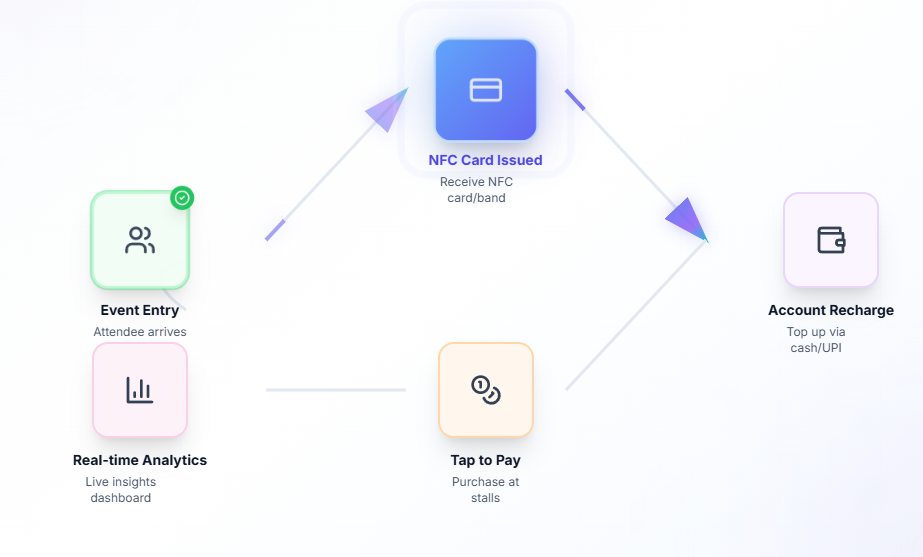 NFC Card Issued
Receive NFC
card/band
Event Entry
Attendee arrives
Account Recharge
Top up via
cash/UPI
Real-time Analytics
Live insights
dashboard
Tap to Pay
Purchase at
stalls